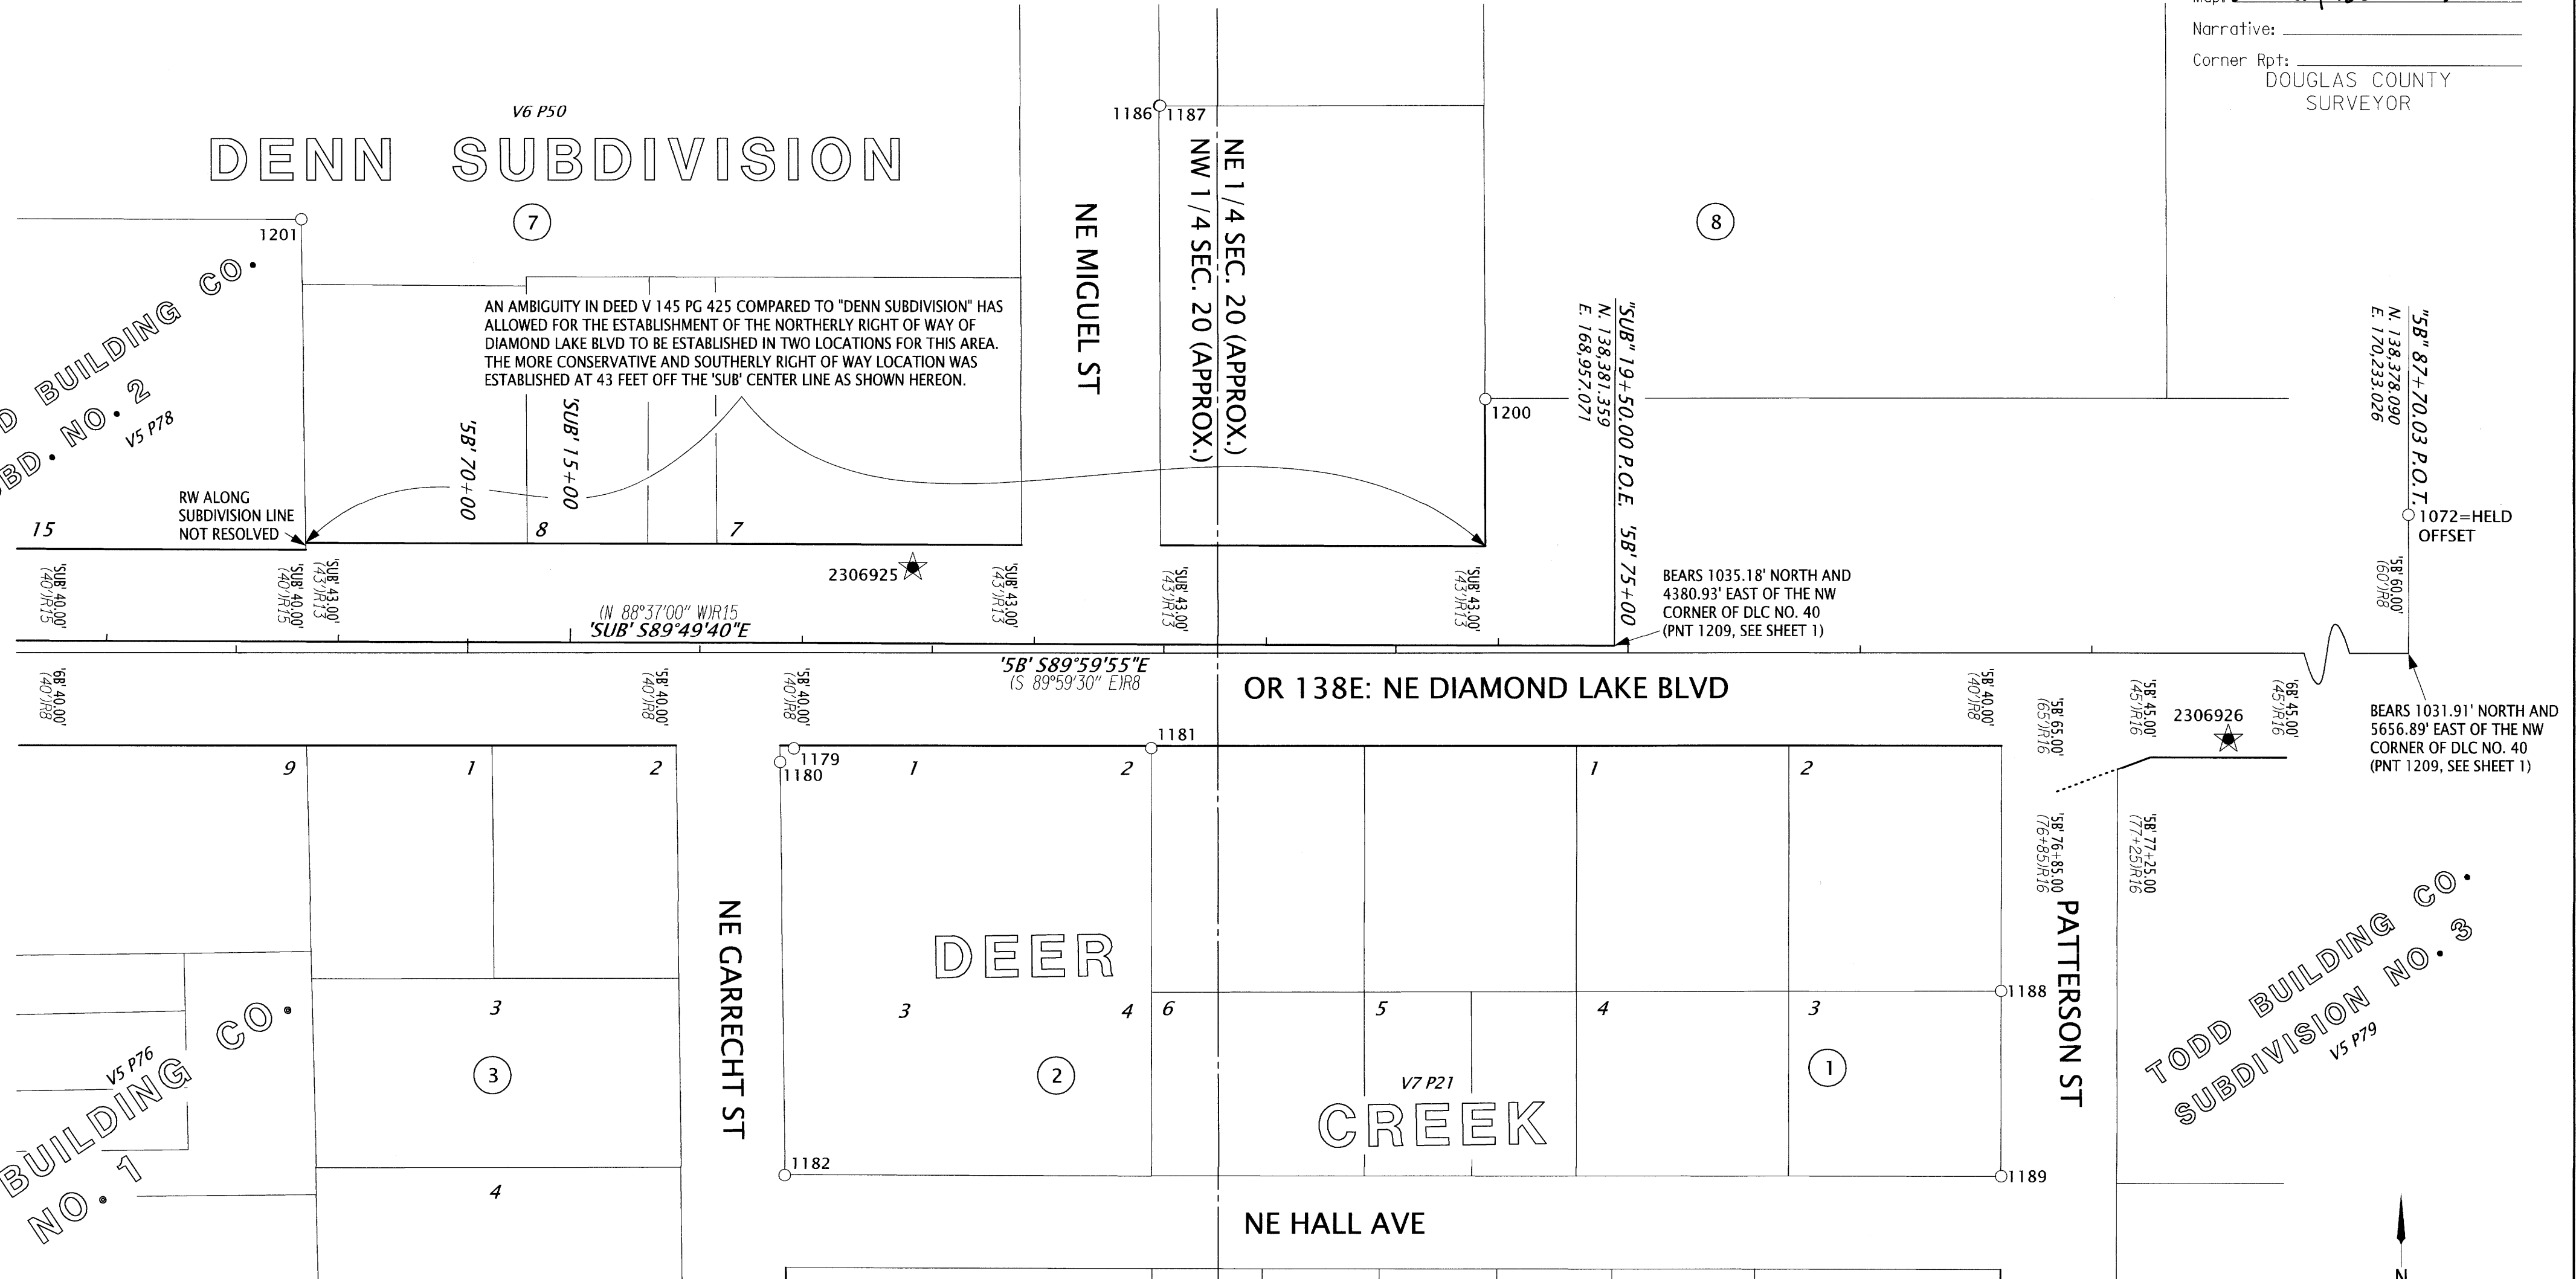 Narrative:
Corner Rpt:
DOUGLAS COUNTY
SURVEYOR
V6 P50
DENN SUBDIVISION
7
8
1186
1187
1201
NE MIGUEL ST
NE 1/4 SEC. 20 (APPROX.)
NW 1/4 SEC. 20 (APPROX.)
AN AMBIGUITY IN DEED V 145 PG 425 COMPARED TO "DENN SUBDIVISION" HAS
ALLOWED FOR THE ESTABLISHMENT OF THE NORTHERLY RIGHT OF WAY OF
DIAMOND LAKE BLVD TO BE ESTABLISHED IN TWO LOCATIONS FOR THIS AREA.
THE MORE CONSERVATIVE AND SOUTHERLY RIGHT OF WAY LOCATION WAS
ESTABLISHED AT 43 FEET OFF THE 'SUB' CENTER LINE AS SHOWN HEREON.
BUILDING CO.
NO. 2
V5 P78
'5B' 70+00
'SUB' 15+00
"SUB" 19+50.00 P.O.E.
N. 138,381.359
E. 168,957.071
'5B' 75+00
"5B" 87+70.03 P.O.T.
N. 138,378.090
E. 170,233.026
1200
1072=HELD
OFFSET
RW ALONG
SUBDIVISION LINE
NOT RESOLVED
15
8
7
2306925
'SUB' 40.00'
(40')R15
'SUB' 40.00'
(40')R15
'SUB' 43.00'
(43')R13
'SUB' 43.00'
(43')R13
'SUB' 43.00'
(43')R13
'SUB' 43.00'
(43')R13
'5B' 60.00'
(60')R8
BEARS 1035.18' NORTH AND
4380.93' EAST OF THE NW
CORNER OF DLC NO. 40
(PNT 1209, SEE SHEET 1)
(N 88°37'00" W)R15
'SUB' S89°49'40"E
'5B' S89°59'55"E
(S 89°59'30" E)R8
OR 138E: NE DIAMOND LAKE BLVD
'6B' 40.00'
(40')R8
'5B' 40.00'
(40')R8
'5B' 40.00'
(40')R8
'5B' 40.00'
(40')R8
'5B' 65.00'
(65')R16
'5B' 45.00'
(45')R16
'6B' 45.00'
(45')R16
2306926
BEARS 1031.91' NORTH AND
5656.89' EAST OF THE NW
CORNER OF DLC NO. 40
(PNT 1209, SEE SHEET 1)
1181
1179
1180
9
1
2
1
2
1
2
'5B' 76+85.00
(76+85)R16
'5B' 77+25.00
(77+25)R16
NE GARRECHT ST
PATTERSON ST
DEER
CREEK
V7 P21
3
3
4
6
5
4
3
1188
3
2
1
4
1182
1189
V5 P76
BUILDING CO.
NO. 1
TODD BUILDING CO.
SUBDIVISION NO. 3
V5 P79
NE HALL AVE
N